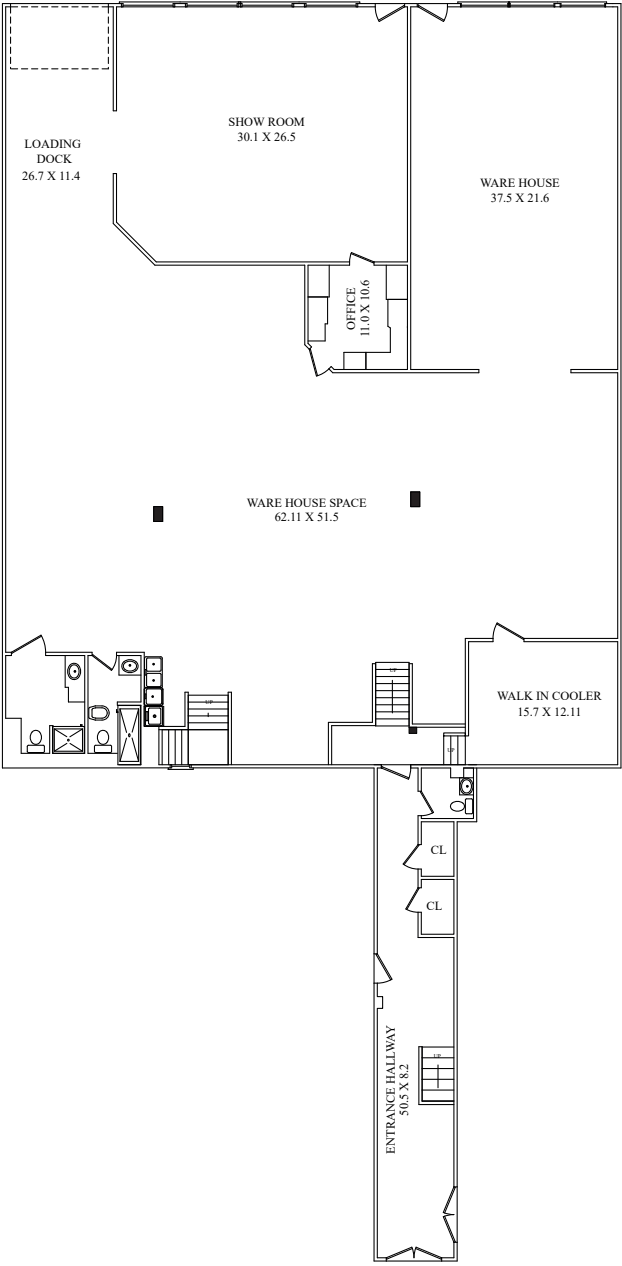 SHOW ROOM
30.1 X 26.5
LOADING
DOCK
26.7 X 11.4
WARE HOUSE
37.5 X 21.6
OFFICE
11.0 X 10.6
WARE HOUSE SPACE
62.11 X 51.5
UP
UP
WALK IN COOLER
15.7 X 12.11
UP
CL
CL
ENTRANCE HALLWAY
50.5 X 8.2
UP